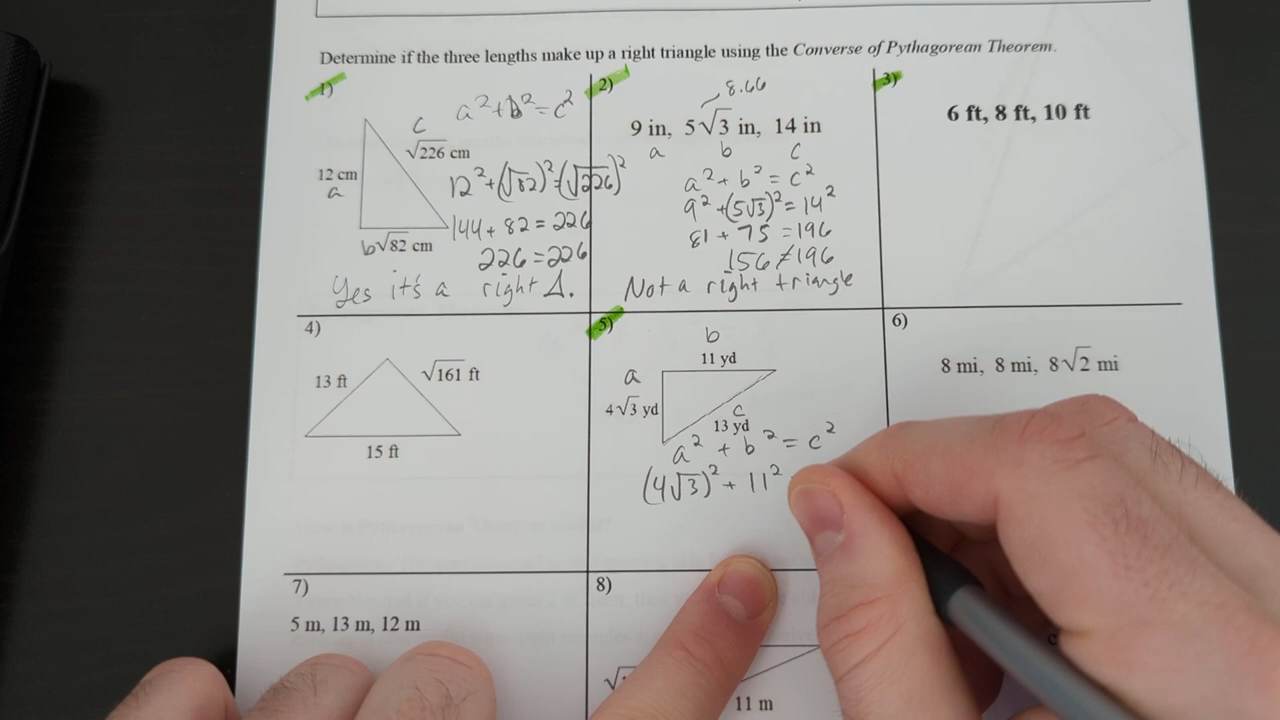 Determine if the three lengths make up a right triangle using the Converse of Pythagorean Theorem.
1)
a²+b²=c²
c
√226 cm
12 cm
a
12²+(√82)²=(√226)²
144+82=226
b√82 cm
226=226
Yes it's a right △.
2)
8.66
9 in, 5√3 in, 14 in
a b c
a²+b²=c²
9²+(5√3)²=14²
81+75=196
156≠196
Not a right triangle
3)
6 ft, 8 ft, 10 ft
4)
13 ft
√161 ft
15 ft
5)
b
11 yd
a
4√3 yd
c
13 yd
a²+b²=c²
(4√3)²+11²
6)
8 mi, 8 mi, 8√2 mi
7)
5 m, 13 m, 12 m
8)
11 m